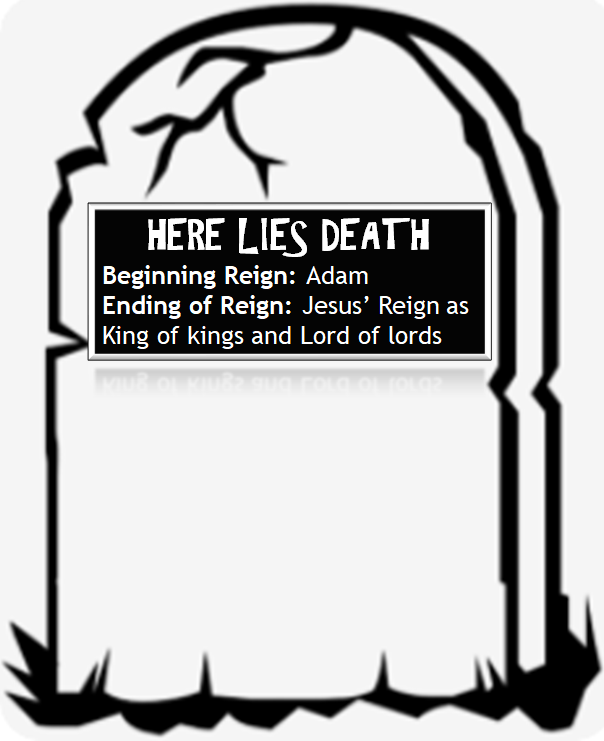 HERE LIES DEATH
Beginning Reign: Adam
Ending of Reign: Jesus’ Reign as
King of kings and Lord of lords